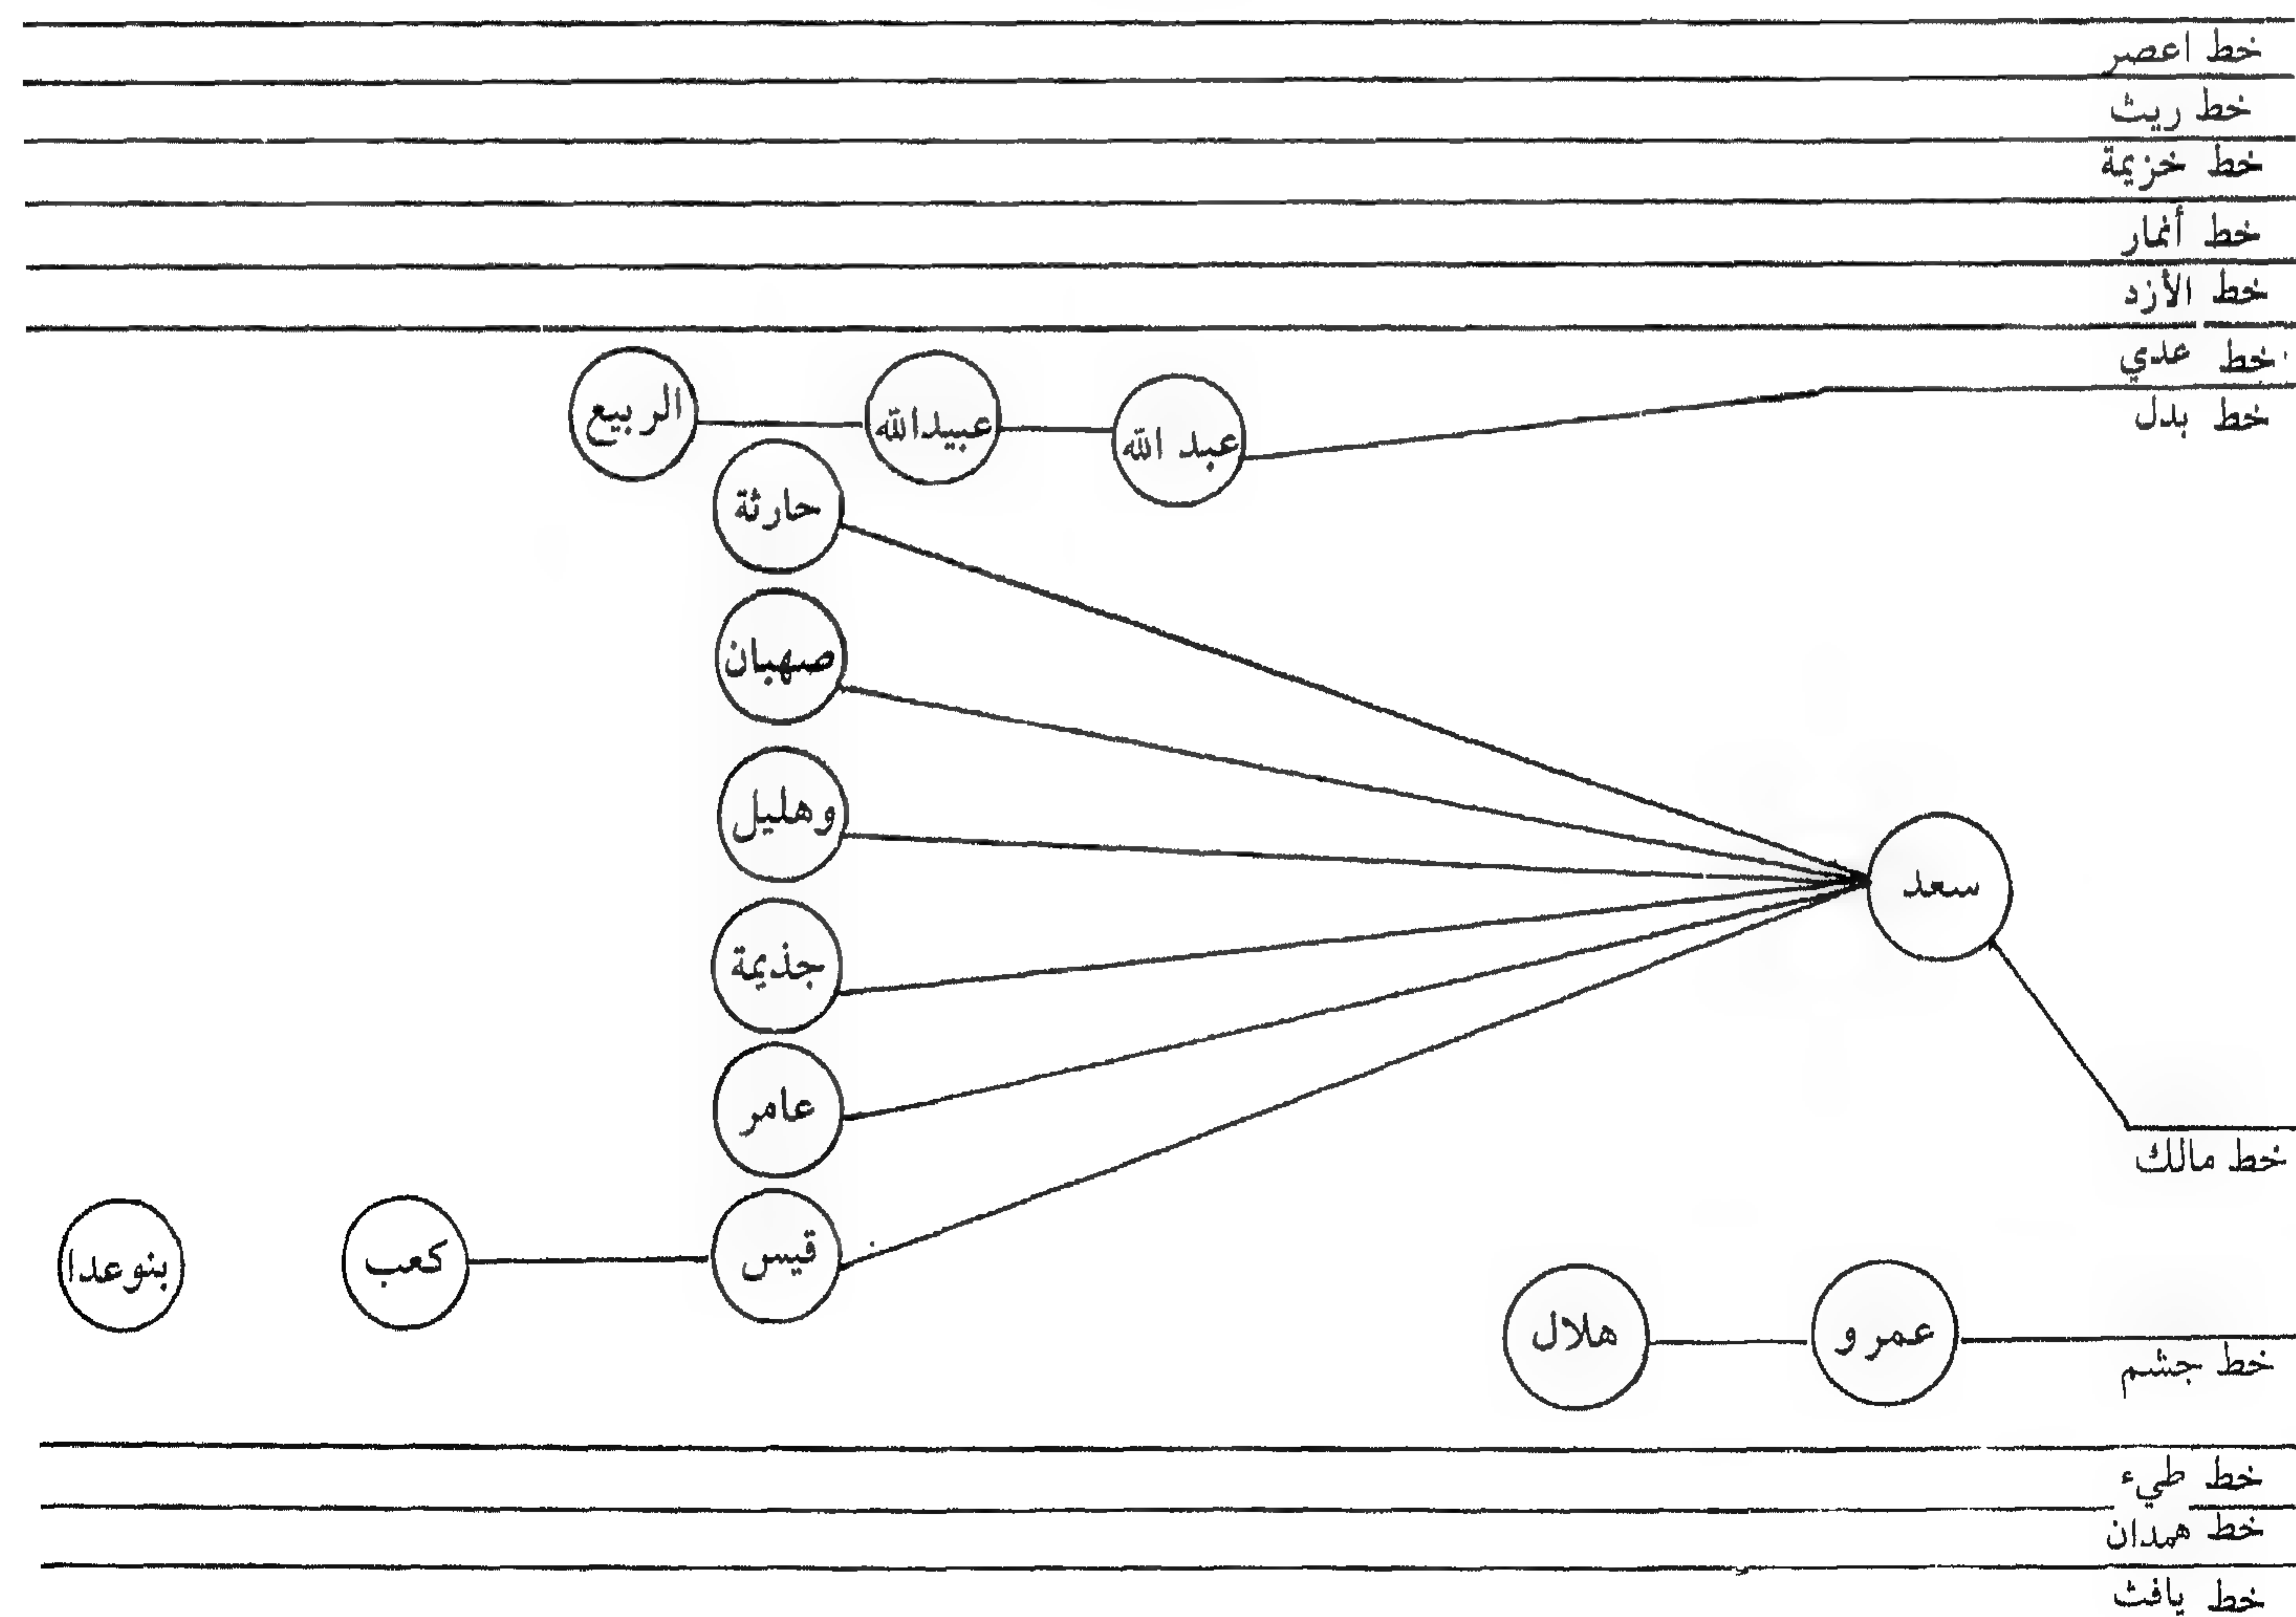 خط اعصر
خط ريث
خط خزيمة
خط أنمار
خط الأزد
خط عدي
خط بدل
عبد الله
عبيدالله
الربيع
حارثة
صهبان
وهليل
سعد
جذيمة
عامر
خط مالك
قيس
كعب
بنوعدا
عمرو
هلال
خط جشم
خط طيء
خط همدان
خط يافث